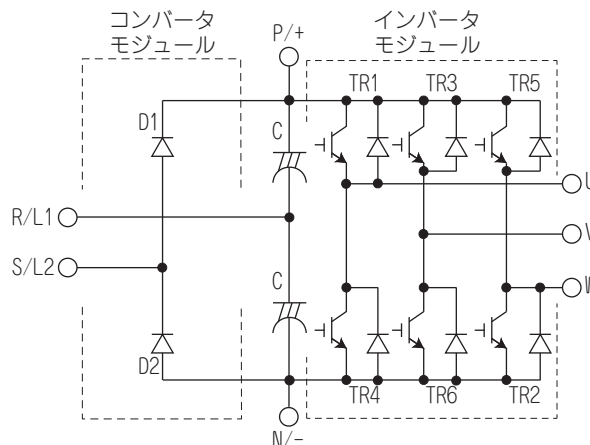 コンバータ
モジュール
インバータ
モジュール
P/+
TR1
TR3
TR5
D1
C
U
R/L1
V
S/L2
W
C
D2
TR4
TR6
TR2
N/-